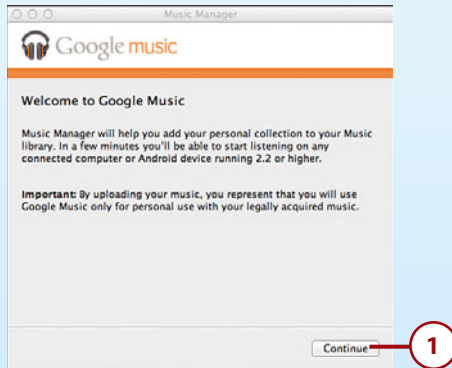 Music Manager
Google music
Welcome to Google Music
Music Manager will help you add your personal collection to your Music
library. In a few minutes you'll be able to start listening on any
connected computer or Android device running 2.2 or higher.
Important: By uploading your music, you represent that you will use
Google Music only for personal use with your legally acquired music.
Continue
1